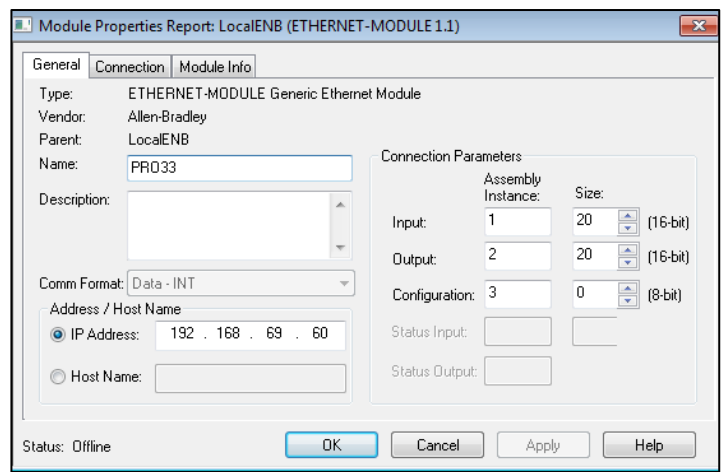 Module Properties Report: LocalENB (ETHERNET-MODULE 1.1)
General Connection Module Info
Type: ETHERNET-MODULE Generic Ethernet Module
Vendor: Allen-Bradley
Parent: LocalENB
Name: PRO33
Description:
Comm Format: Data - INT
Address / Host Name
IP Address: 192 . 168 . 69 . 60
Host Name:
Connection Parameters
Assembly
Instance: Size:
Input: 1 20 (16-bit)
Output: 2 20 (16-bit)
Configuration: 3 0 (8-bit)
Status Input:
Status Output:
Status: Offline OK Cancel Apply Help